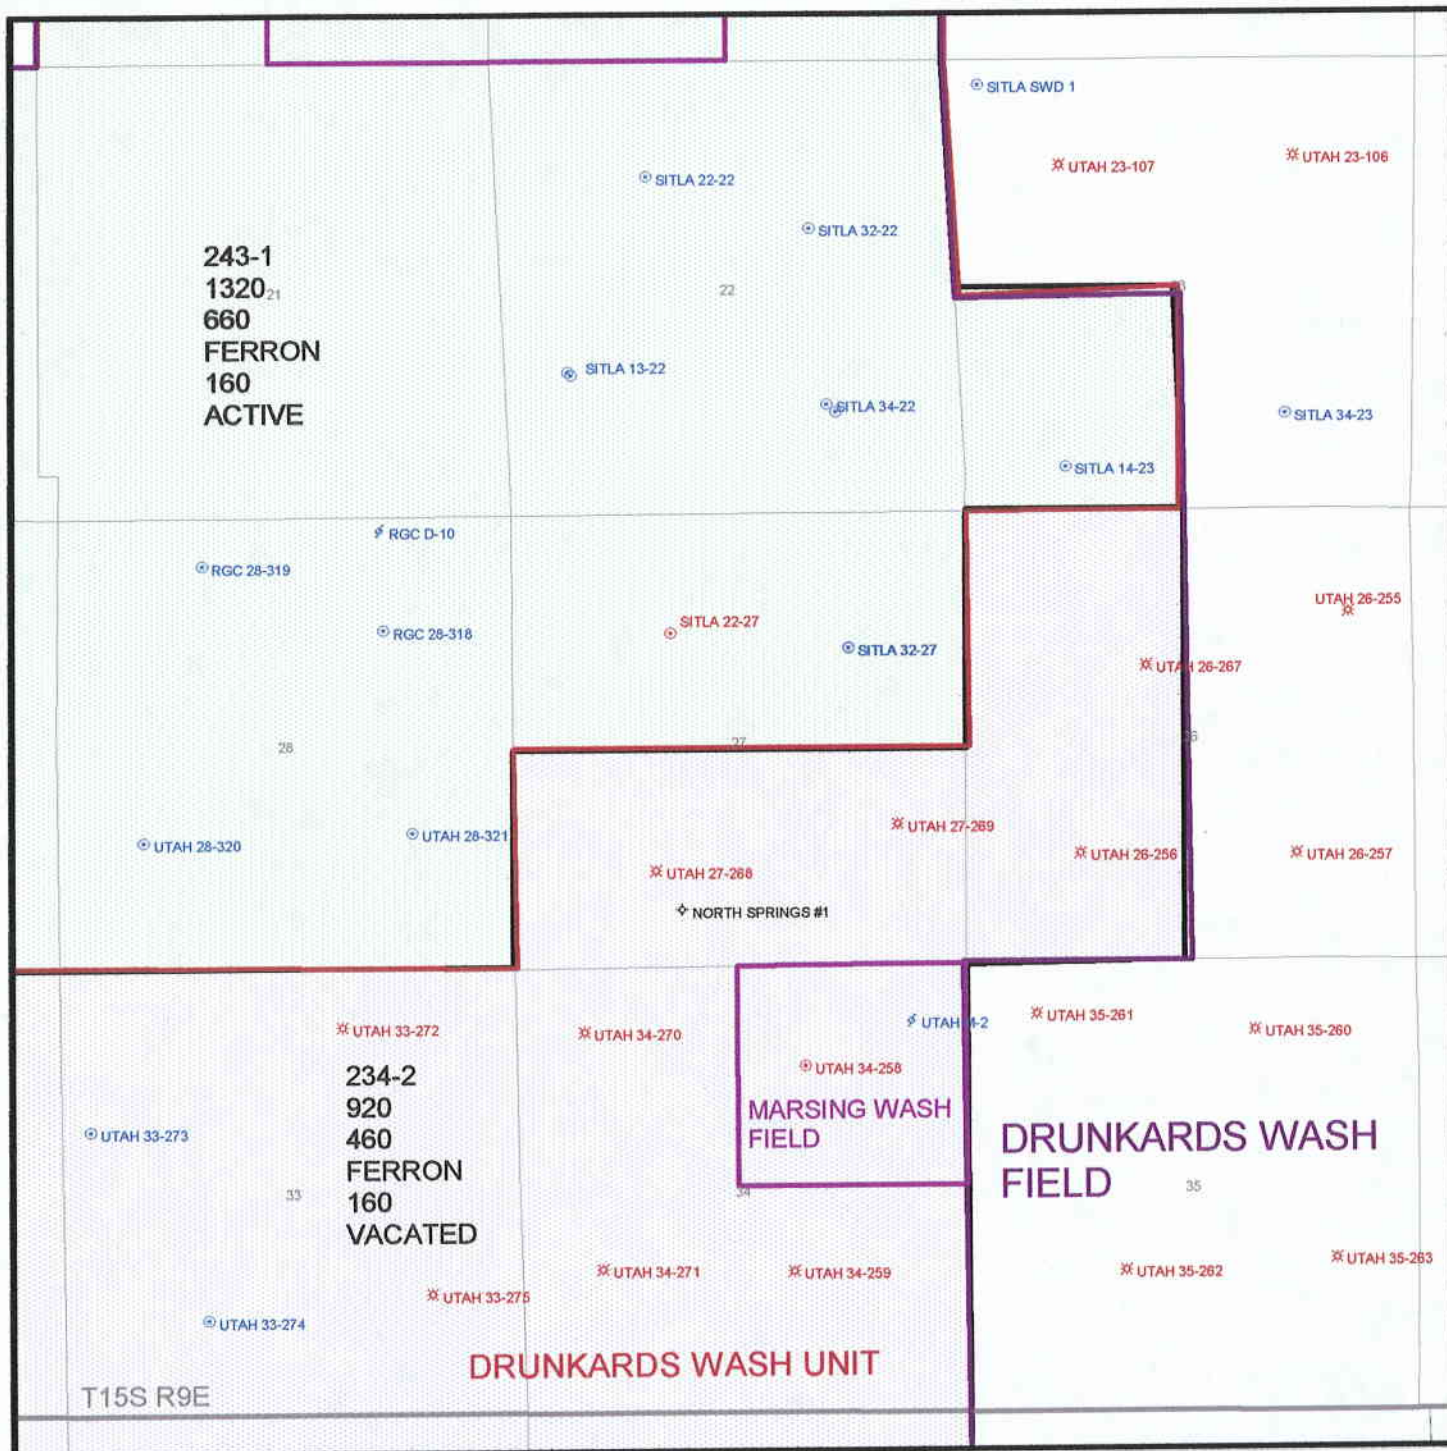 SITLA SWD 1
UTAH 23-107
UTAH 23-106
SITLA 22-22
SITLA 32-22
243-1
1320
21
660
FERRON
160
ACTIVE
22
SITLA 13-22
SITLA 34-22
SITLA 34-23
SITLA 14-23
RGC D-10
RGC 28-319
RGC 28-318
SITLA 22-27
SITLA 32-27
UTAH 26-255
UTAH 26-267
28
27
UTAH 28-320
UTAH 28-321
UTAH 27-269
UTAH 27-268
UTAH 26-256
UTAH 26-257
NORTH SPRINGS #1
UTAH 33-272
UTAH 34-270
UTAH M-2
UTAH 35-261
UTAH 35-260
UTAH 34-258
234-2
920
460
FERRON
160
VACATED
MARSING WASH
FIELD
DRUNKARDS WASH
FIELD
UTAH 33-273
33
34
35
UTAH 34-271
UTAH 34-259
UTAH 35-262
UTAH 35-263
UTAH 33-275
UTAH 33-274
DRUNKARDS WASH UNIT
T15S R9E